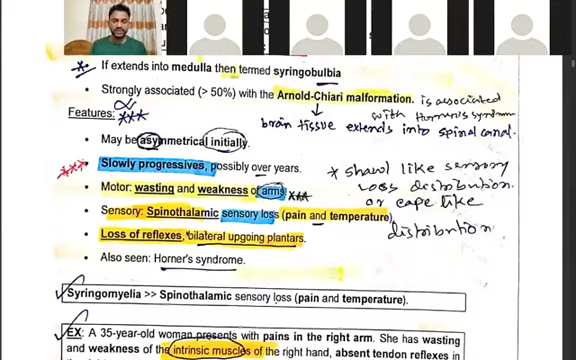 If extends into medulla then termed syringobulbia
Strongly associated (> 50%) with the Arnold-Chiari malformation. is associated
with Horner's syndrom
brain tissue extends into spinal canal.
Features:
May be asymmetrical initially.
Slowly progressives, possibly over years.
Motor: wasting and weakness of arms
Sensory: Spinothalamic sensory loss (pain and temperature)
Loss of reflexes, bilateral upgoing plantars.
Also seen: Horner's syndrome.
* shawl like sensory
loss distribution.
or cape like
distribution
Syringomyelia >> Spinothalamic sensory loss (pain and temperature).
EX: A 35-year-old woman presents with pains in the right arm. She has wasting
and weakness of the intrinsic muscles of the right hand, absent tendon reflexes in